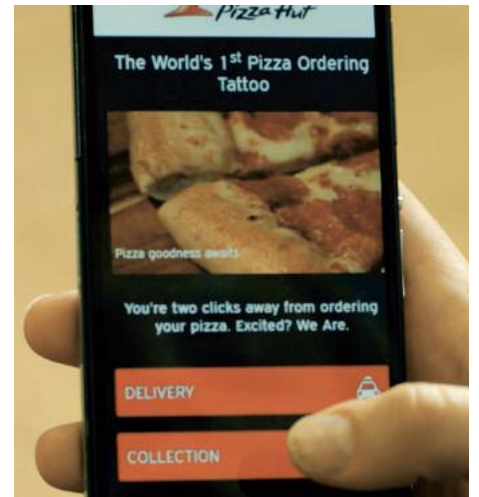 Pizza Hut
The World's 1st Pizza Ordering
Tattoo
Pizza goodness awaits
You're two clicks away from ordering
your pizza. Excited? We Are.
DELIVERY
COLLECTION